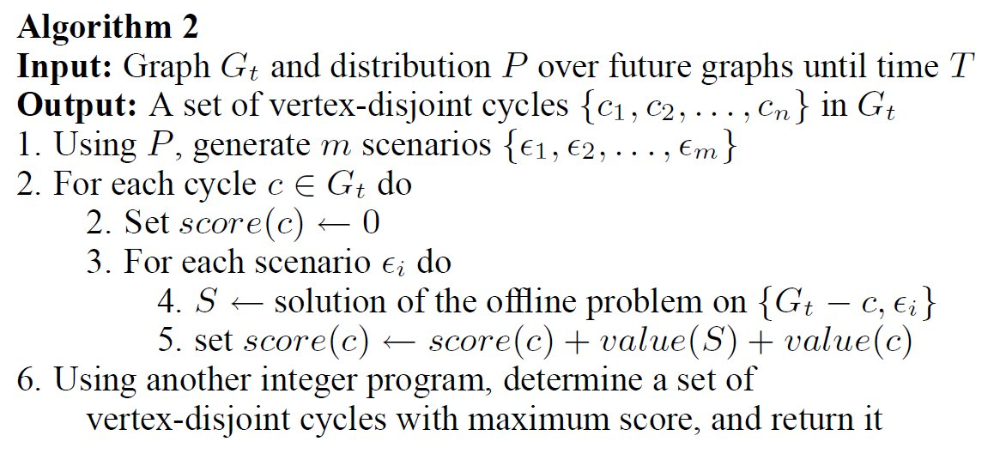 Algorithm 2
Input: Graph G_t and distribution P over future graphs until time T
Output: A set of vertex-disjoint cycles {c_1, c_2, . . . , c_n} in G_t
1. Using P, generate m scenarios {ϵ_1, ϵ_2, . . . , ϵ_m}
2. For each cycle c ∈ G_t do
2. Set score(c) ← 0
3. For each scenario ϵ_i do
4. S ← solution of the offline problem on {G_t − c, ϵ_i}
5. set score(c) ← score(c) + value(S) + value(c)
6. Using another integer program, determine a set of
vertex-disjoint cycles with maximum score, and return it